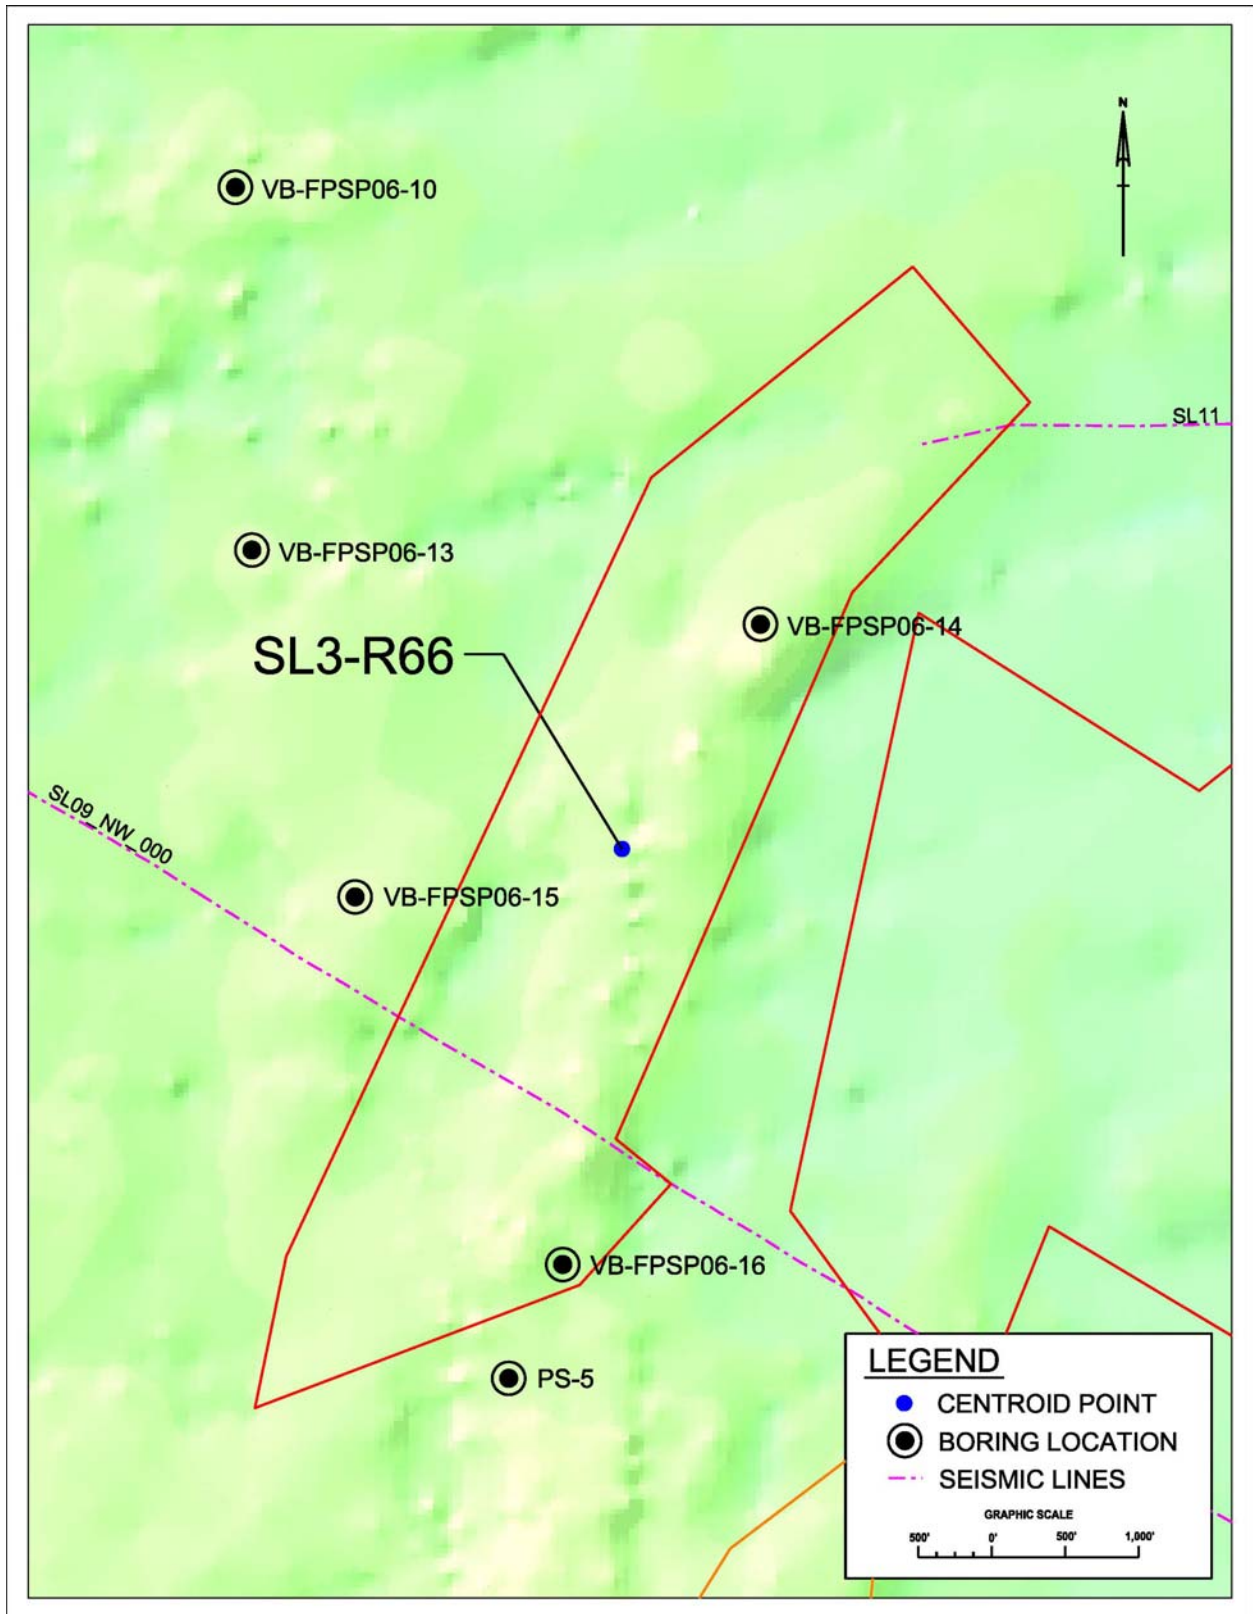 N
VB-FPSP06-10
SL11
VB-FPSP06-13
VB-FPSP06-14
SL3-R66
SL09_NW_000
VB-FPSP06-15
VB-FPSP06-16
PS-5
LEGEND
CENTROID POINT
BORING LOCATION
SEISMIC LINES
GRAPHIC SCALE
500' 0' 500' 1,000'